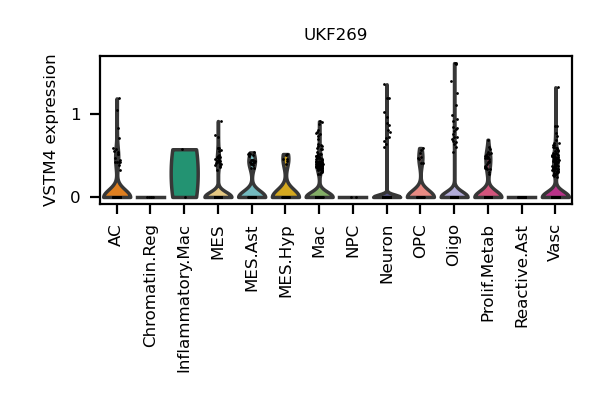 UKF269
VSTM4 expression
1
0
AC
Chromatin.Reg
Inflammatory.Mac
MES
MES.Ast
MES.Hyp
Mac
NPC
Neuron
OPC
Oligo
Prolif.Metab
Reactive.Ast
Vasc